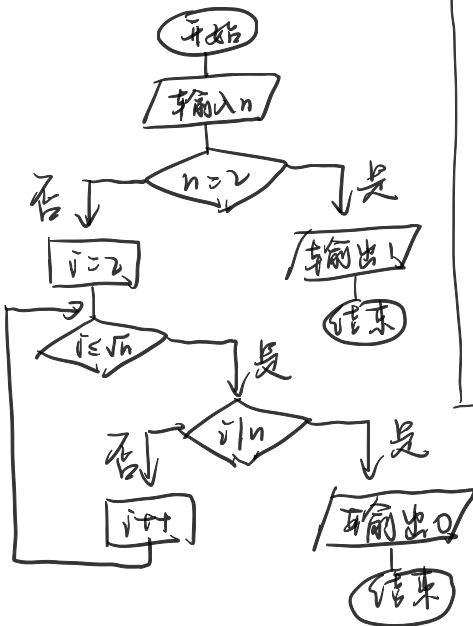 开始
输入n
n=2
否
是
i=2
输出1
结束
i≤√n
是
i|n
否
是
i++
输出0
结束